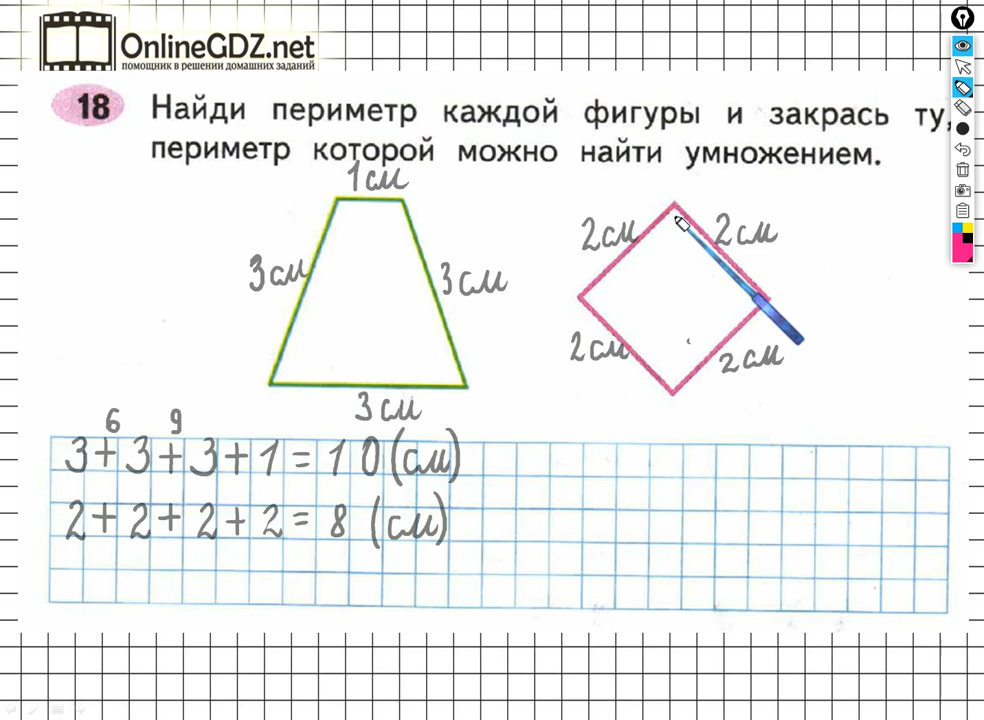 OnlineGDZ.net
помощник в решении домашних заданий
18 Найди периметр каждой фигуры и закрась ту,
периметр которой можно найти умножением.
1 см
2 см 2 см
3 см 3 см
2 см 2 см
3 см
6 9
3+3+3+1=10(см)
2+2+2+2=8 (см)